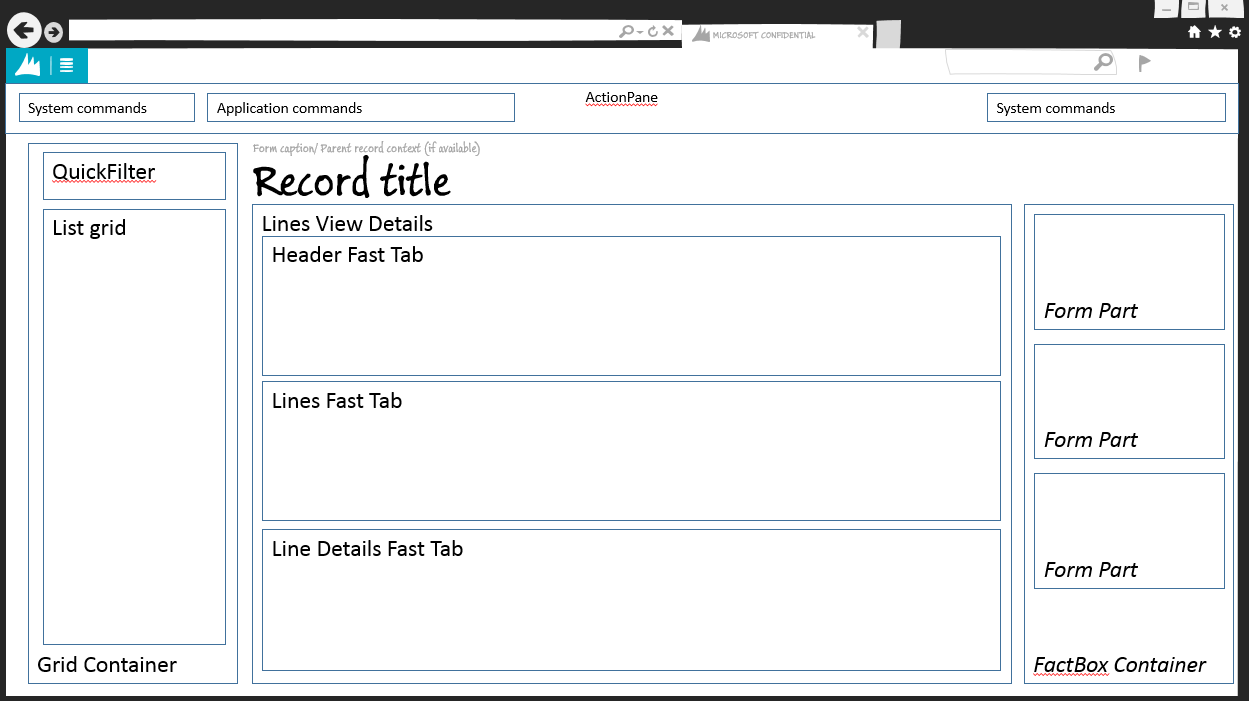 MICROSOFT CONFIDENTIAL
System commands
Application commands
ActionPane
System commands
QuickFilter
List grid
Grid Container
Form caption/ Parent record context (if available)
Record title
Lines View Details
Header Fast Tab
Lines Fast Tab
Line Details Fast Tab
Form Part
Form Part
Form Part
FactBox Container